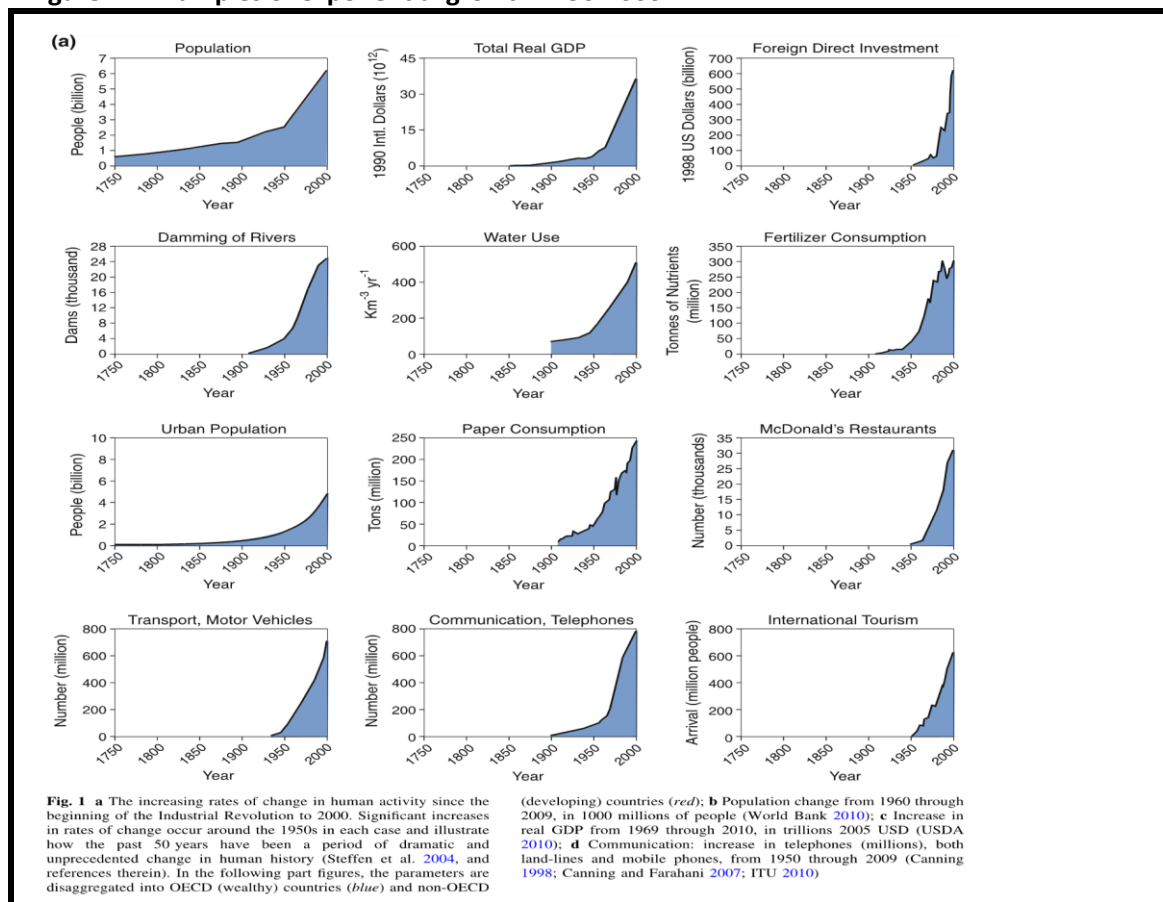 (a)
Population
People (billion)
7
6
5
4
3
2
1
0
1750 1800 1850 1900 1950 2000
Year
Total Real GDP
1990 Intl. Dollars (10¹²)
45
30
15
0
1750 1800 1850 1900 1950 2000
Year
Foreign Direct Investment
1998 US Dollars (billion)
700
600
500
400
300
200
100
0
1750 1800 1850 1900 1950 2000
Year
Damming of Rivers
Dams (thousand)
28
24
20
16
12
8
4
0
1750 1800 1850 1900 1950 2000
Year
Water Use
Km⁻³ yr⁻¹
600
400
200
0
1750 1800 1850 1900 1950 2000
Year
Fertilizer Consumption
Tonnes of Nutrients
(million)
350
300
250
200
150
100
50
0
1750 1800 1850 1900 1950 2000
Year
Urban Population
People (billion)
10
8
6
4
2
0
1750 1800 1850 1900 1950 2000
Year
Paper Consumption
Tons (million)
250
200
150
100
50
0
1750 1800 1850 1900 1950 2000
Year
McDonald's Restaurants
Number (thousands)
35
30
25
20
15
10
5
0
1750 1800 1850 1900 1950 2000
Year
Transport, Motor Vehicles
Number (million)
800
600
400
200
0
1750 1800 1850 1900 1950 2000
Year
Communication, Telephones
Number (million)
800
600
400
200
0
1750 1800 1850 1900 1950 2000
Year
International Tourism
Arrival (million people)
800
600
400
200
0
1750 1800 1850 1900 1950 2000
Year
Fig. 1 a The increasing rates of change in human activity since the
beginning of the Industrial Revolution to 2000. Significant increases
in rates of change occur around the 1950s in each case and illustrate
how the past 50 years have been a period of dramatic and
unprecedented change in human history (Steffen et al. 2004, and
references therein). In the following part figures, the parameters are
disaggregated into OECD (wealthy) countries (blue) and non-OECD
(developing) countries (red); b Population change from 1960 through
2009, in 1000 millions of people (World Bank 2010); c Increase in
real GDP from 1969 through 2010, in trillions 2005 USD (USDA
2010); d Communication: increase in telephones (millions), both
land-lines and mobile phones, from 1950 through 2009 (Canning
1998; Canning and Farahani 2007; ITU 2010)